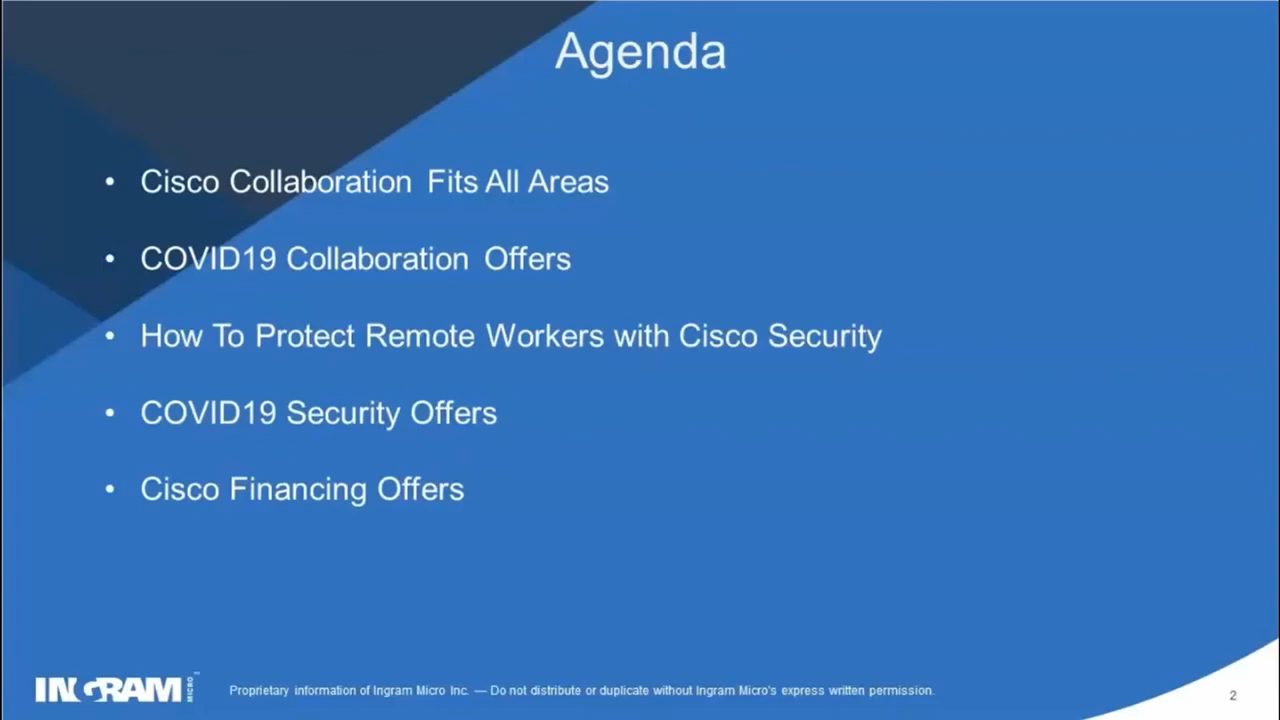 Agenda
• Cisco Collaboration Fits All Areas
• COVID19 Collaboration Offers
• How To Protect Remote Workers with Cisco Security
• COVID19 Security Offers
• Cisco Financing Offers
INGRAM MICRO ™
Proprietary information of Ingram Micro Inc. — Do not distribute or duplicate without Ingram Micro's express written permission.
2